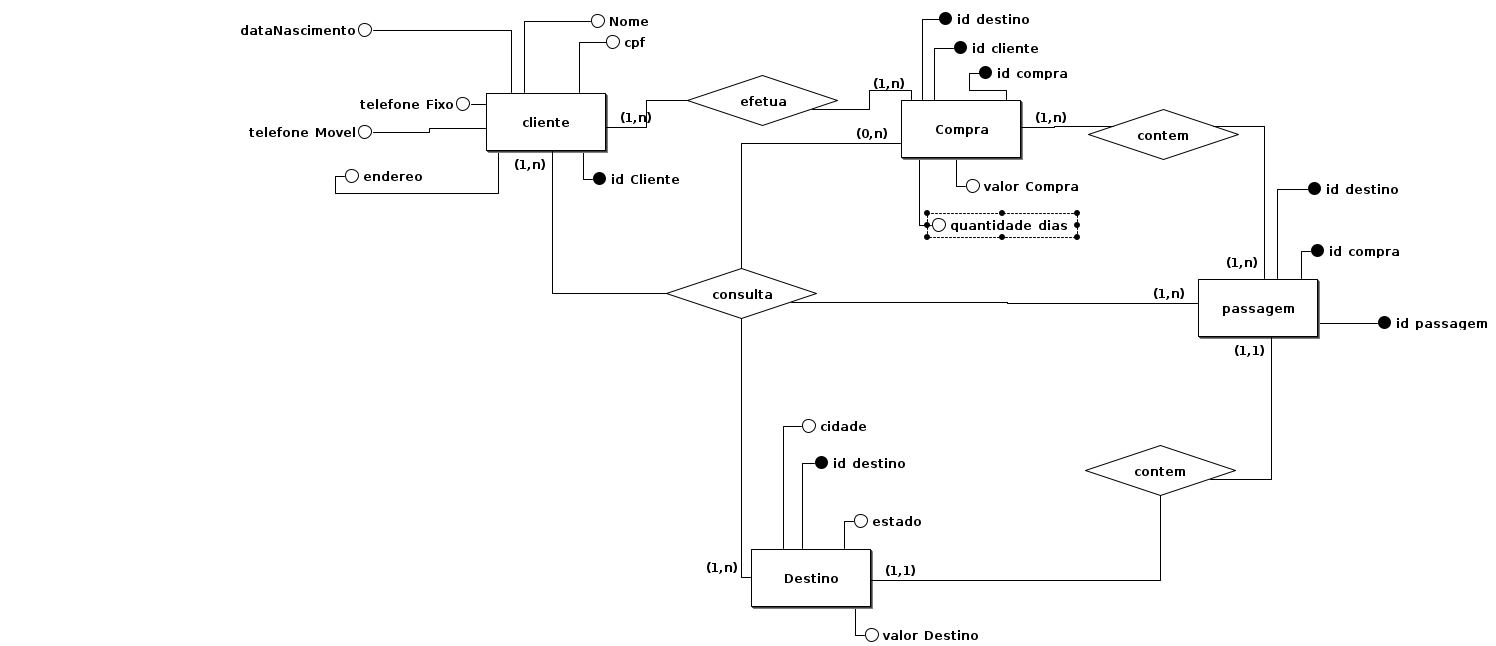 Nome
id destino
dataNascimento
cpf
id cliente
id compra
(1,n)
efetua
telefone Fixo
(1,n)
(1,n)
cliente
Compra
contem
telefone Movel
(0,n)
(1,n)
endereo
id Cliente
valor Compra
id destino
quantidade dias
id compra
(1,n)
consulta
(1,n)
passagem
id passagem
(1,1)
cidade
id destino
contem
estado
(1,n)
Destino
(1,1)
valor Destino